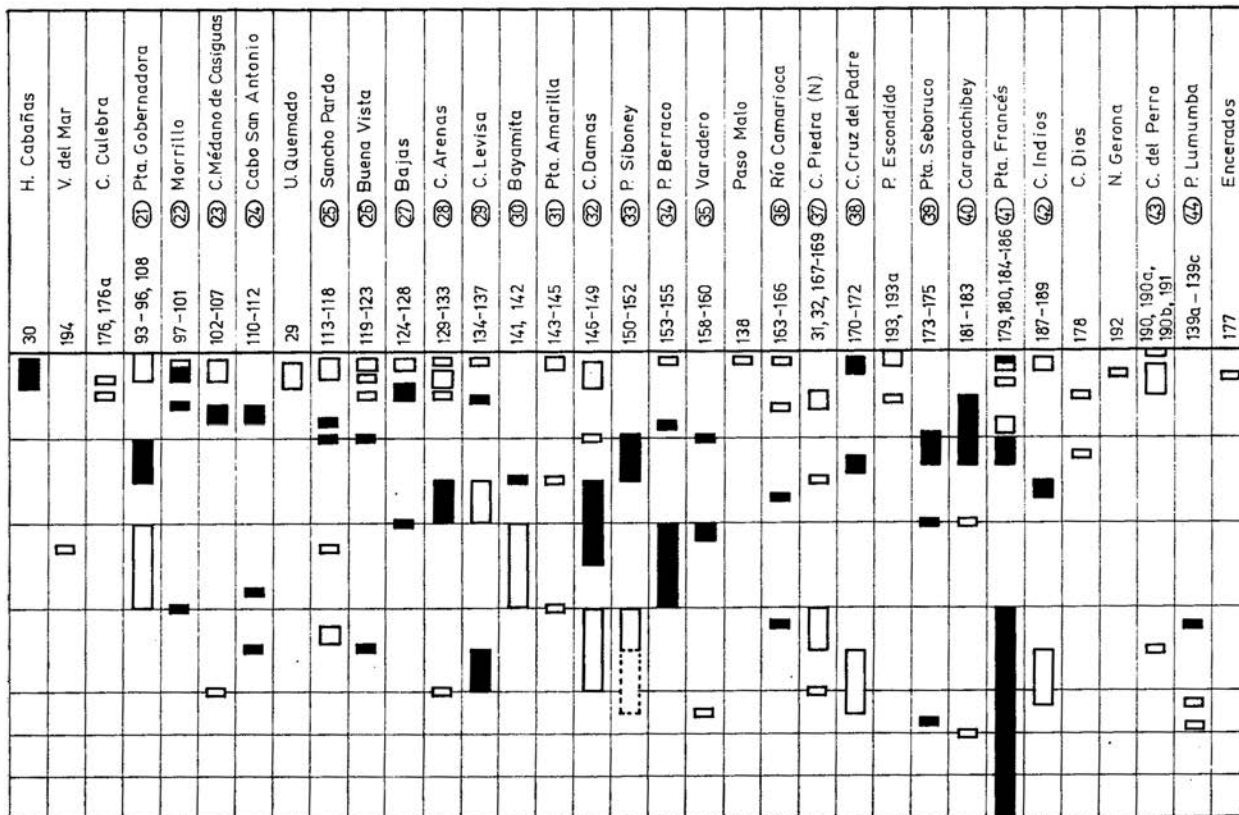 H. Cabañas
30
V. del Mar
194
C. Culebra
176, 176a
㉑ Pta. Gobernadora
93 – 96, 108
㉒ Morrillo
97 –101
㉓ C. Médano de Casiguas
102–107
㉔ Cabo San Antonio
110–112
U. Quemado
29
㉕ Sancho Pardo
113–118
㉖ Buena Vista
119–123
㉗ Bajas
124–128
㉘ C. Arenas
129–133
㉙ C. Levisa
134–137
㉚ Bayamita
141, 142
㉛ Pta. Amarilla
143–145
㉜ C. Damas
146–149
㉝ P. Siboney
150–152
㉞ P. Berraco
153–155
㉟ Varadero
158–160
Paso Malo
138
㊱ Río Camarioca
163–166
㊲ C. Piedra (N)
31, 32, 167–169
㊳ C. Cruz del Padre
170–172
P. Escondido
193, 193a
㊴ Pta. Seboruco
173–175
㊵ Carapachibey
181–183
㊶ Pta. Francés
179, 180, 184–186
㊷ C. Indios
187–189
C. Dios
178
N. Gerona
192
㊸ C. del Perro
190, 190a,
190b, 191
㊹ P. Lumumba
139a – 139c
Encerados
177